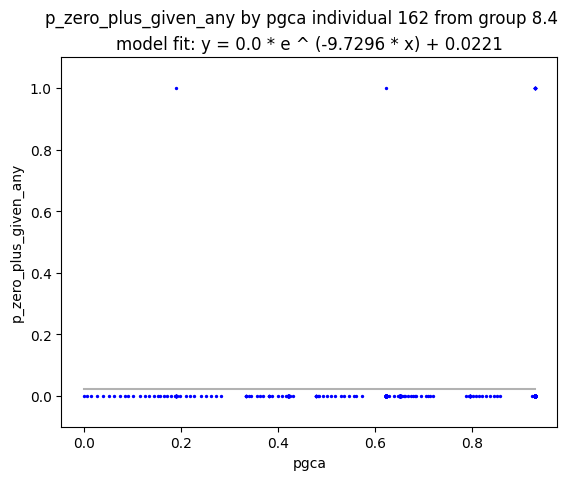 p_zero_plus_given_any by pgca individual 162 from group 8.4
model fit: y = 0.0 * e ^ (-9.7296 * x) + 0.0221
1.0
0.8
0.6
0.4
0.2
0.0
p_zero_plus_given_any
0.0 0.2 0.4 0.6 0.8
pgca